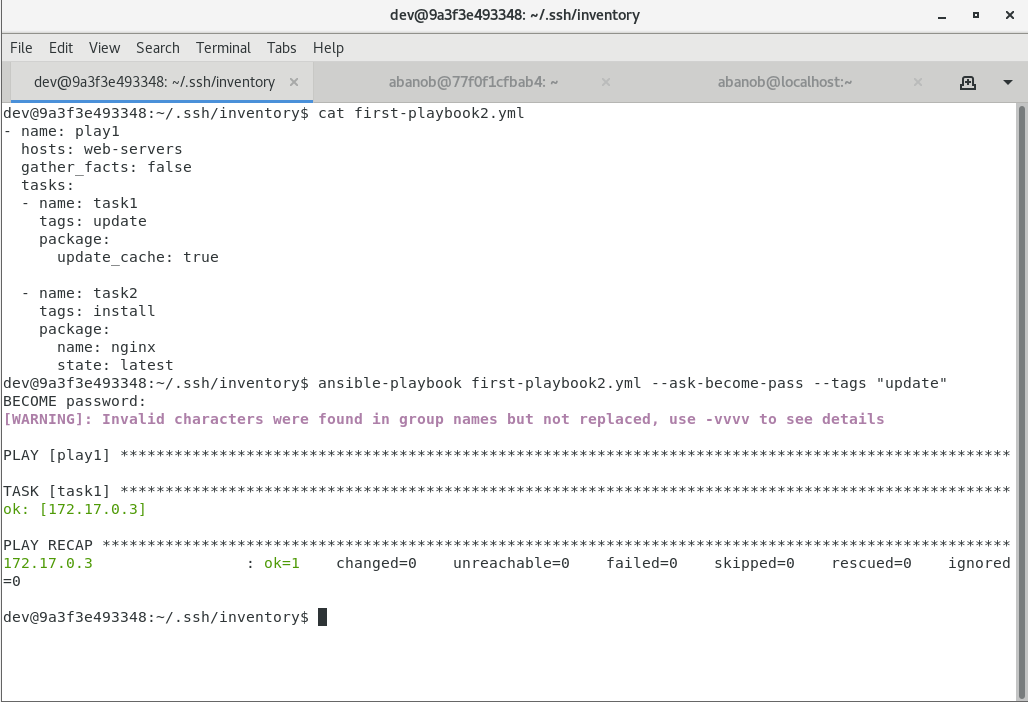 dev@9a3f3e493348: ~/.ssh/inventory
File Edit View Search Terminal Tabs Help
dev@9a3f3e493348: ~/.ssh/inventory × abanob@77f0f1cfbab4: ~ × abanob@localhost:~ ×
dev@9a3f3e493348:~/.ssh/inventory$ cat first-playbook2.yml
- name: play1
  hosts: web-servers
  gather_facts: false
  tasks:
  - name: task1
    tags: update
    package:
      update_cache: true
  - name: task2
    tags: install
    package:
      name: nginx
      state: latest
dev@9a3f3e493348:~/.ssh/inventory$ ansible-playbook first-playbook2.yml --ask-become-pass --tags "update"
BECOME password:
[WARNING]: Invalid characters were found in group names but not replaced, use -vvvv to see details
PLAY [play1] ***************************************************************************************************
TASK [task1] ***************************************************************************************************
ok: [172.17.0.3]
PLAY RECAP *****************************************************************************************************
172.17.0.3                 : ok=1    changed=0    unreachable=0    failed=0    skipped=0    rescued=0    ignored
=0
dev@9a3f3e493348:~/.ssh/inventory$